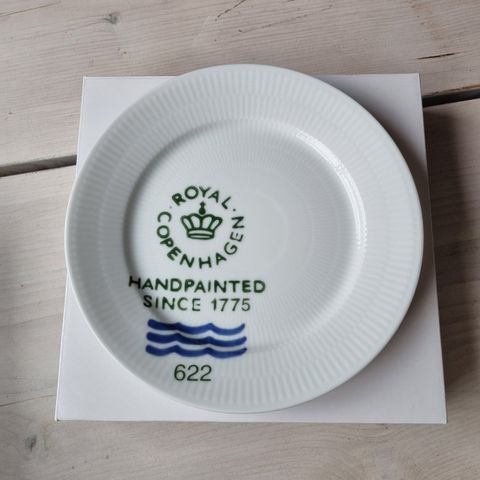 ROYAL
COPENHAGEN
HANDPAINTED
SINCE 1775
622